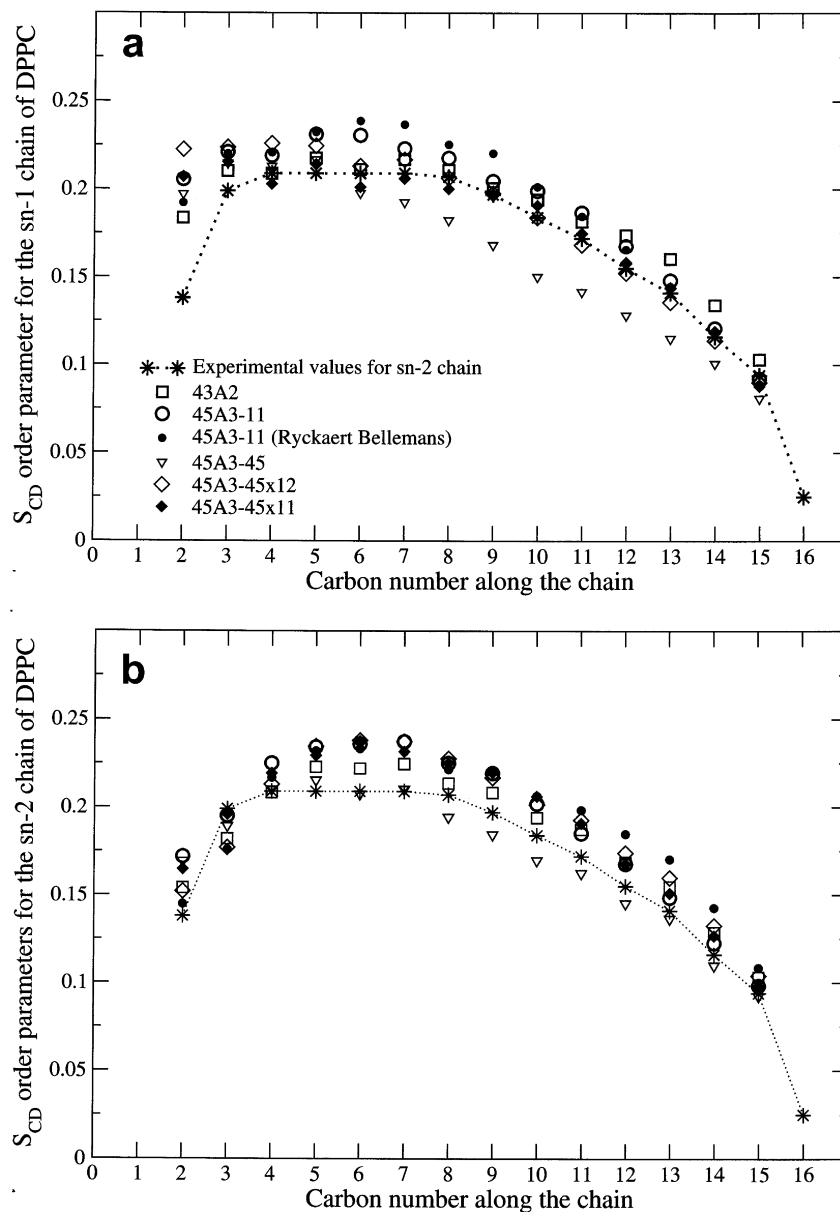 a
0.25
0.2
0.15
0.1
0.05
0
S_CD order parameter for the sn-1 chain of DPPC
Experimental values for sn-2 chain
43A2
45A3-11
45A3-11 (Ryckaert Bellemans)
45A3-45
45A3-45x12
45A3-45x11
0 1 2 3 4 5 6 7 8 9 10 11 12 13 14 15 16
Carbon number along the chain
b
0.25
0.2
0.15
0.1
0.05
0
S_CD order parameters for the sn-2 chain of DPPC
0 1 2 3 4 5 6 7 8 9 10 11 12 13 14 15 16
Carbon number along the chain